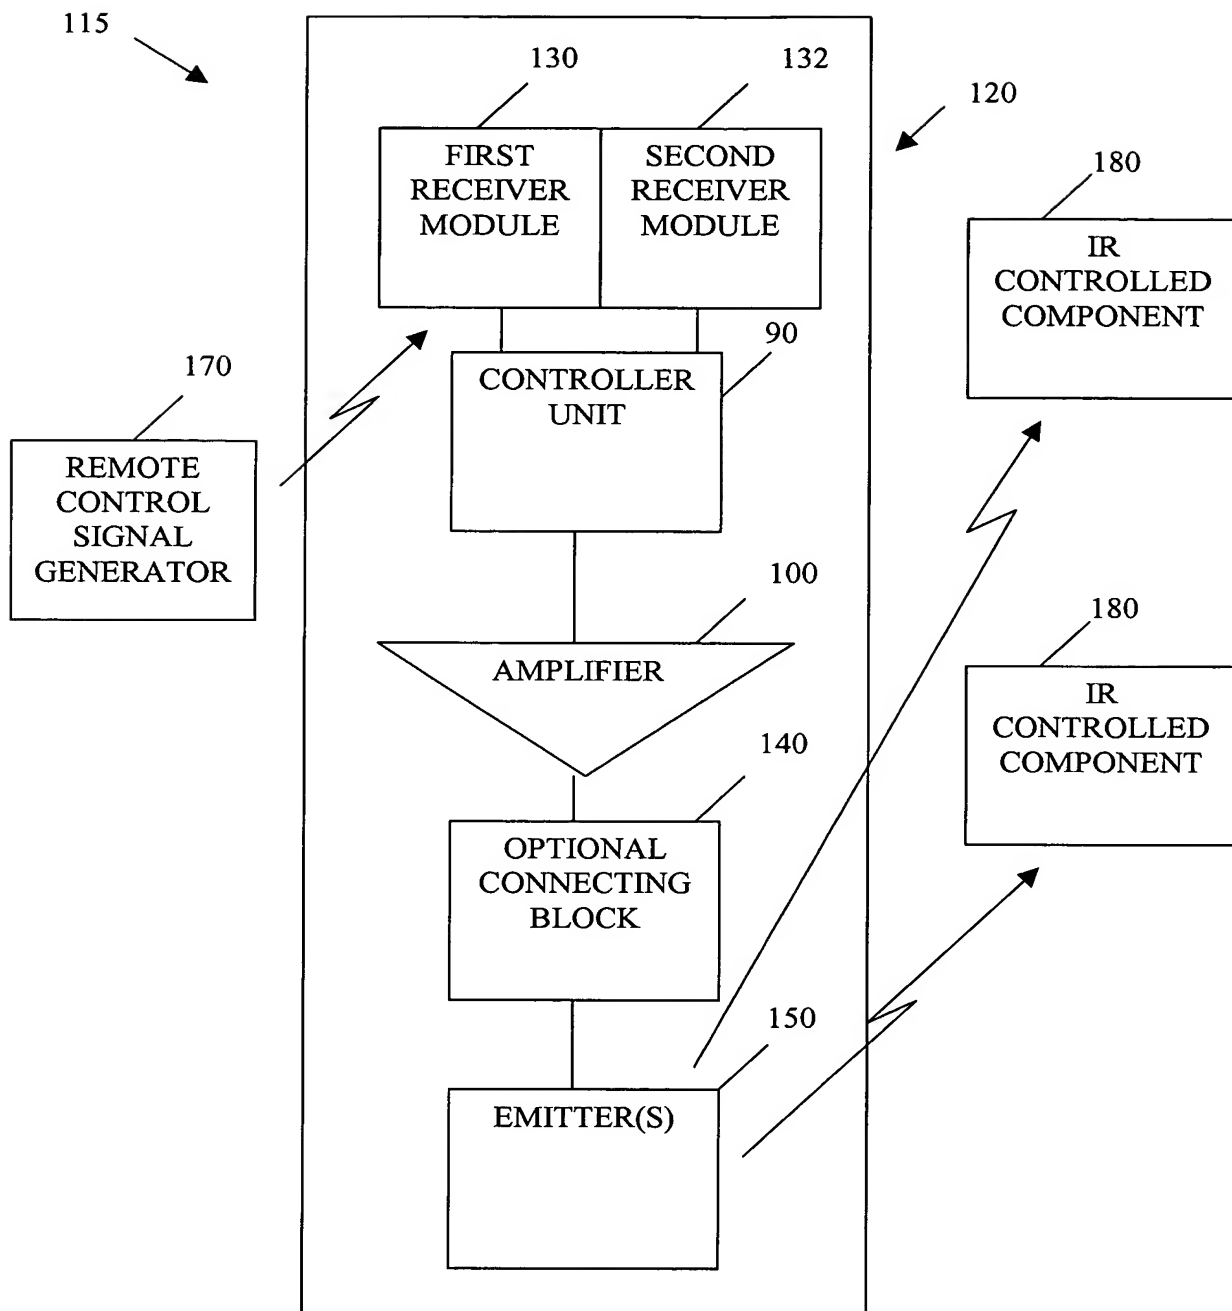 115
130
132
120
FIRST
RECEIVER
MODULE
SECOND
RECEIVER
MODULE
180
IR
CONTROLLED
COMPONENT
90
170
CONTROLLER
UNIT
REMOTE
CONTROL
SIGNAL
GENERATOR
100
AMPLIFIER
180
IR
CONTROLLED
COMPONENT
140
OPTIONAL
CONNECTING
BLOCK
150
EMITTER(S)